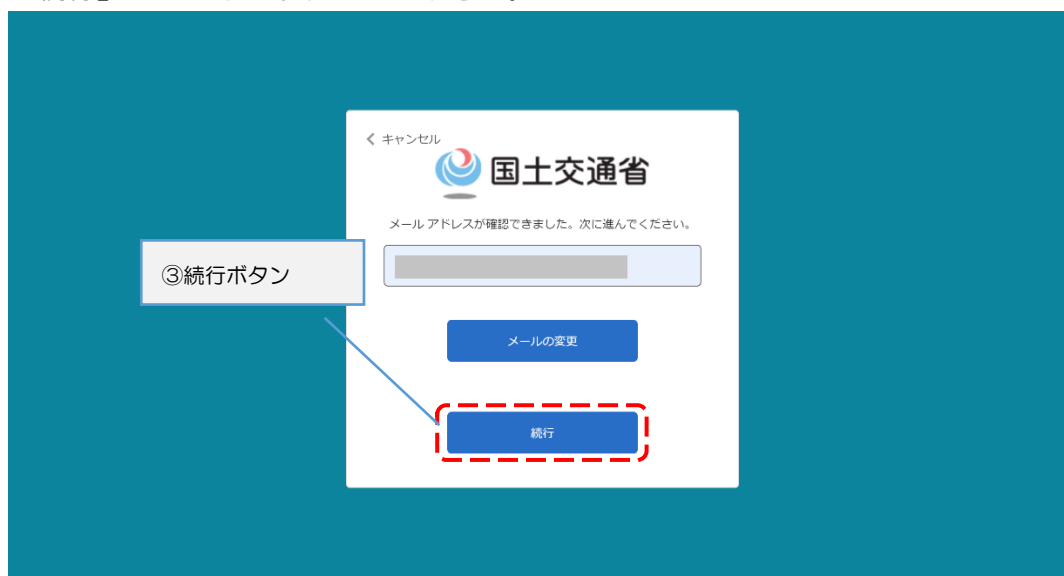 キャンセル
国土交通省
メール アドレスが確認できました。次に進んでください。
③続行ボタン
メールの変更
続行